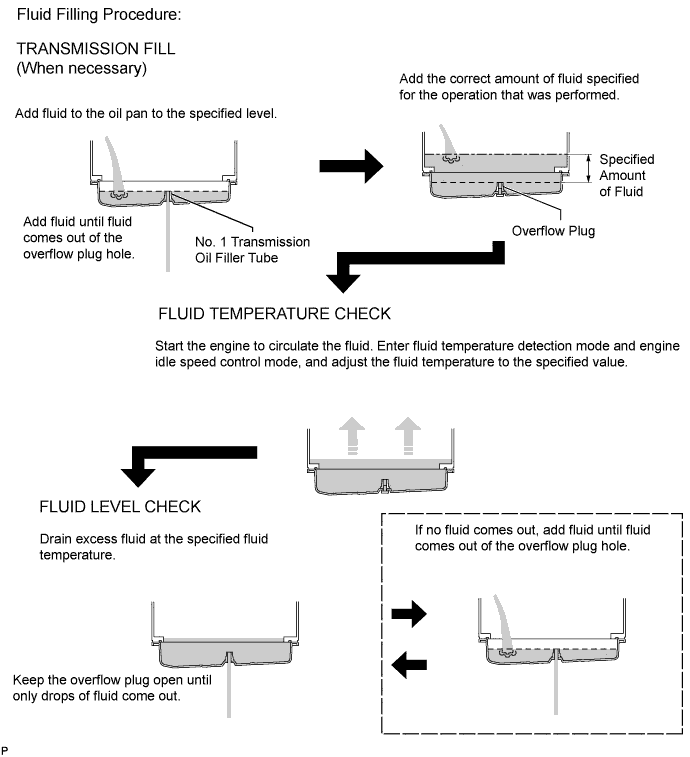 Fluid Filling Procedure:
TRANSMISSION FILL
(When necessary)
Add fluid to the oil pan to the specified level.
Add fluid until fluid
comes out of the
overflow plug hole.
No. 1 Transmission
Oil Filler Tube
Add the correct amount of fluid specified
for the operation that was performed.
Specified
Amount
of Fluid
Overflow Plug
FLUID TEMPERATURE CHECK
Start the engine to circulate the fluid. Enter fluid temperature detection mode and engine
idle speed control mode, and adjust the fluid temperature to the specified value.
FLUID LEVEL CHECK
Drain excess fluid at the specified fluid
temperature.
Keep the overflow plug open until
only drops of fluid come out.
If no fluid comes out, add fluid until fluid
comes out of the overflow plug hole.
P